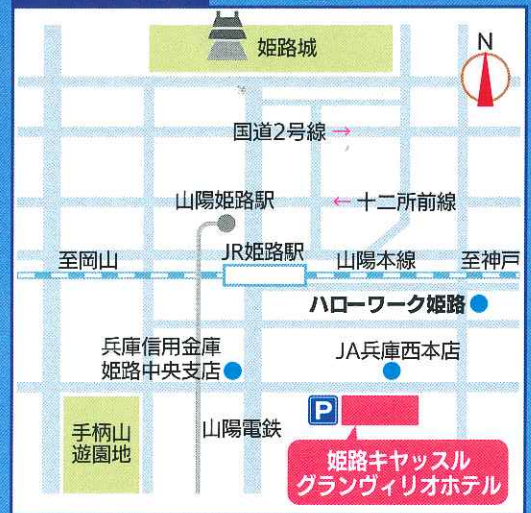 姫路城
N
国道2号線→
山陽姫路駅
←十二所前線
至岡山
JR姫路駅
山陽本線
至神戸
ハローワーク姫路
兵庫信用金庫
姫路中央支店
JA兵庫西本店
P
手柄山
遊園地
山陽電鉄
姫路キヤッスル
グランヴィリオホテル